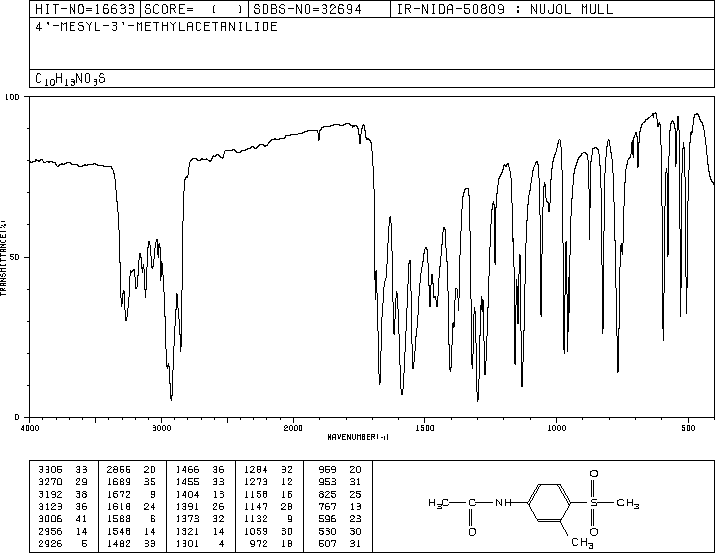 HIT-NO=16633 SCORE= ( ) SDBS-NO=32694 IR-NIDA-50809 : NUJOL MULL
4'-MESYL-3'-METHYLACETANILIDE
C10H13NO3S
100
50
0
TRANSMITTANCE(%)
4000 3000 2000 1500 1000 500
WAVENUMBER(-1)
3305 33 2855 20 1466 36 1284 32 959 20
3270 29 1689 35 1455 33 1273 12 953 31
3192 38 1672 9 1404 13 1158 16 825 25
3123 36 1618 24 1391 26 1147 28 767 13
3006 41 1588 6 1373 32 1132 9 596 23
2956 14 1548 14 1321 14 1059 30 530 30
2926 5 1482 33 1301 4 972 18 507 31
O
H3C C NH S CH3
O CH3 O